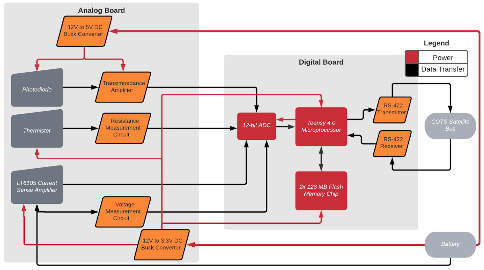 Analog Board
12V to 5V DC
Buck Converter
Legend
Power
Data Transfer
Digital Board
Photodiode
Transimpedance
Amplifier
RS-422
Transmitter
Thermster
Resistance
Measurement
Circuit
12-bit ADC
Teensy 4.0
Microprocessor
COTS Satellite
Bus
RS-422
Receiver
LT6105 Current
Sense Amplifier
2x 128 MB Flash
Memory Chip
Voltage
Measurement
Circuit
12V to 3.3V DC
Buck Converter
Battery